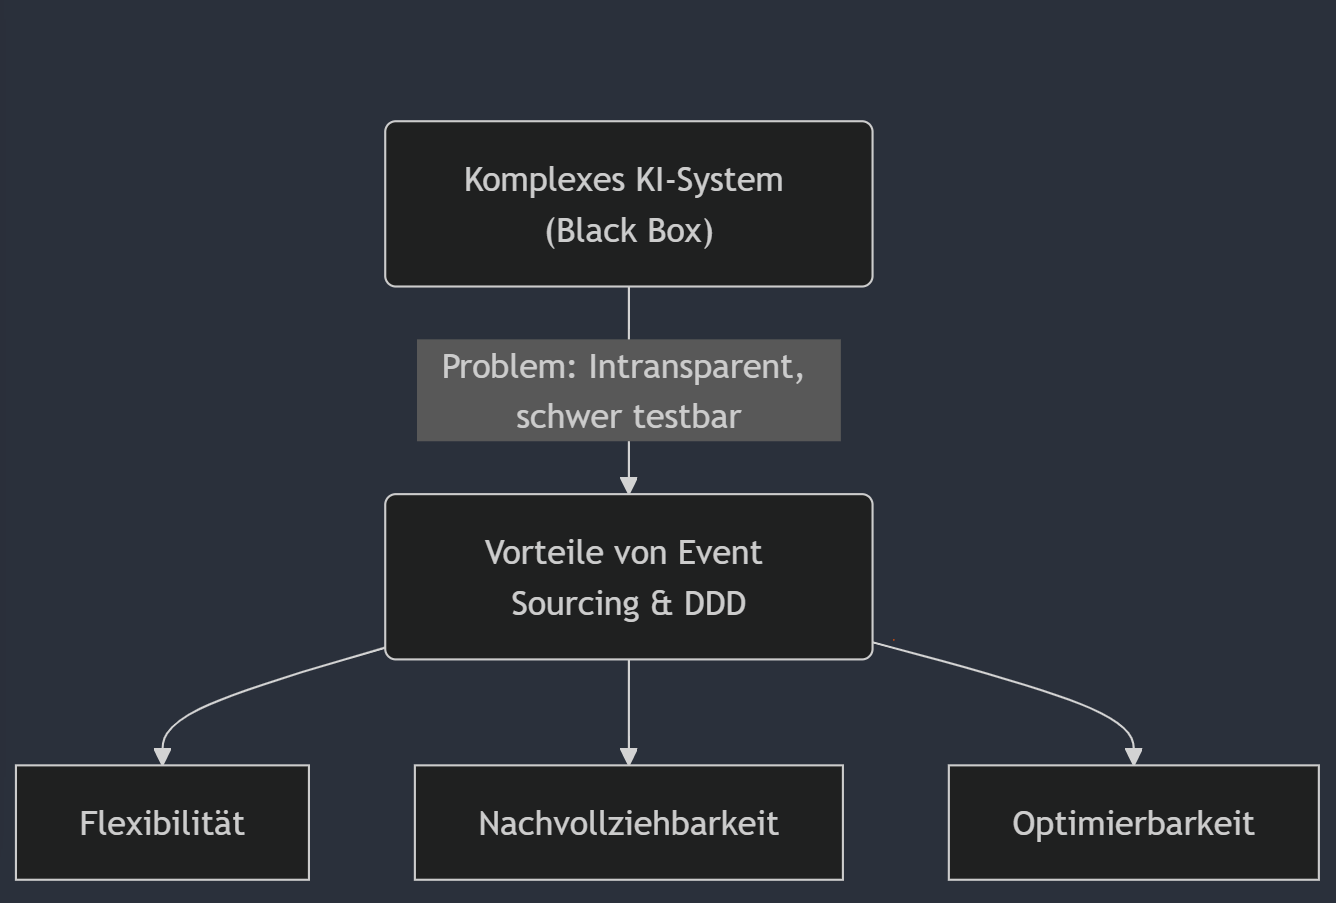 Komplexes KI-System
(Black Box)
Problem: Intransparent,
schwer testbar
Vorteile von Event
Sourcing & DDD
Flexibilität
Nachvollziehbarkeit
Optimierbarkeit